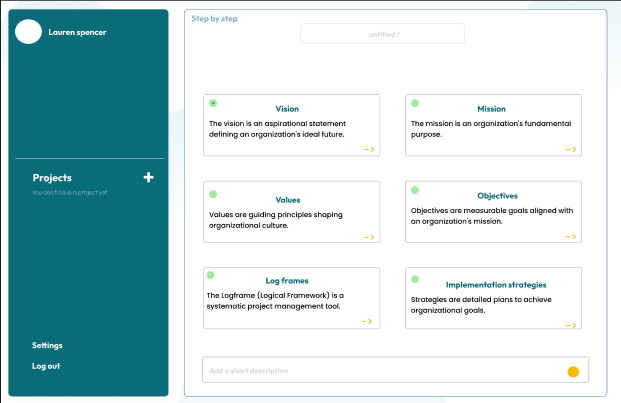 Lauren spencer
Projects
You don't have a project yet
Settings
Log out
Step by step
untitled /
Vision
The vision is an aspirational statement
defining an organization's ideal future.
Mission
The mission is an organization's fundamental
purpose.
Values
Values are guiding principles shaping
organizational culture.
Objectives
Objectives are measurable goals aligned with
an organization's mission.
Log frames
The Logframe (Logical Framework) is a
systematic project management tool.
Implementation strategies
Strategies are detailed plans to achieve
organizational goals.
Add a short description